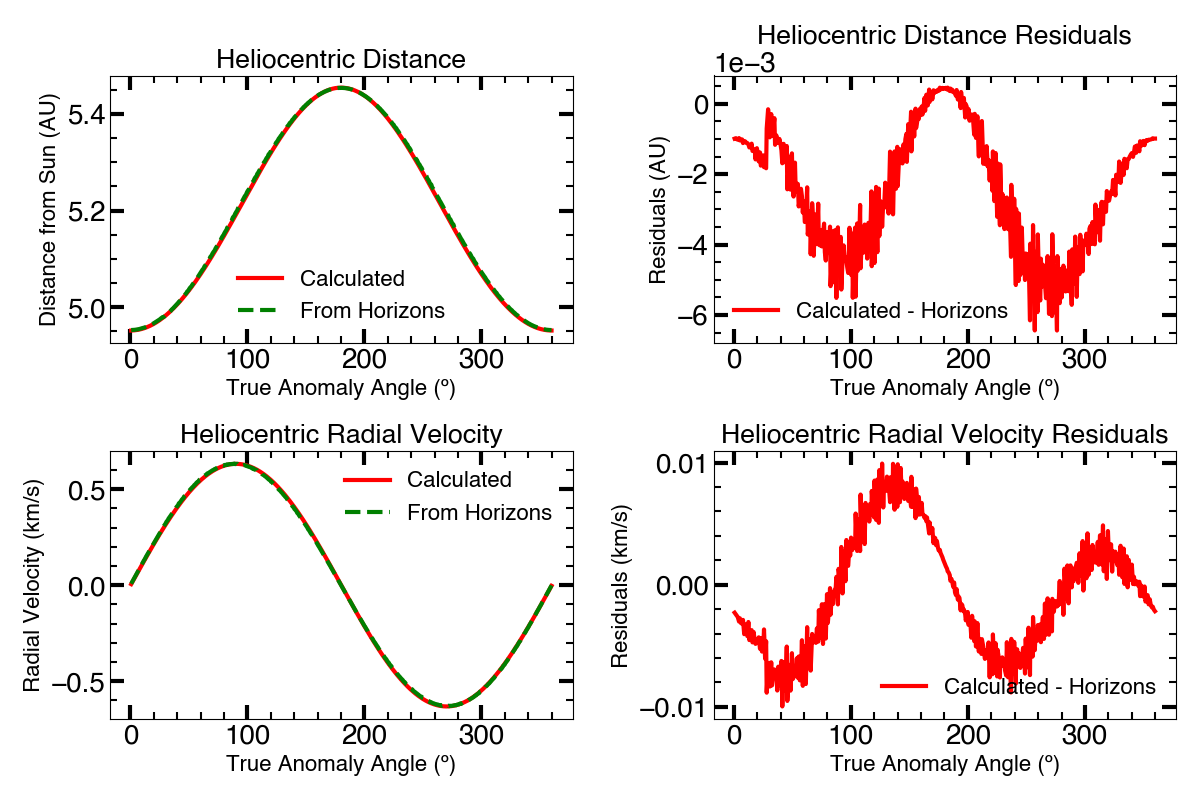 Heliocentric Distance
Distance from Sun (AU)
5.4
5.2
5.0
Calculated
From Horizons
0 100 200 300
True Anomaly Angle (º)
Heliocentric Distance Residuals
1e−3
Residuals (AU)
0
−2
−4
−6
Calculated - Horizons
0 100 200 300
True Anomaly Angle (º)
Heliocentric Radial Velocity
Radial Velocity (km/s)
0.5
0.0
−0.5
Calculated
From Horizons
0 100 200 300
True Anomaly Angle (º)
Heliocentric Radial Velocity Residuals
Residuals (km/s)
0.01
0.00
−0.01
Calculated - Horizons
0 100 200 300
True Anomaly Angle (º)